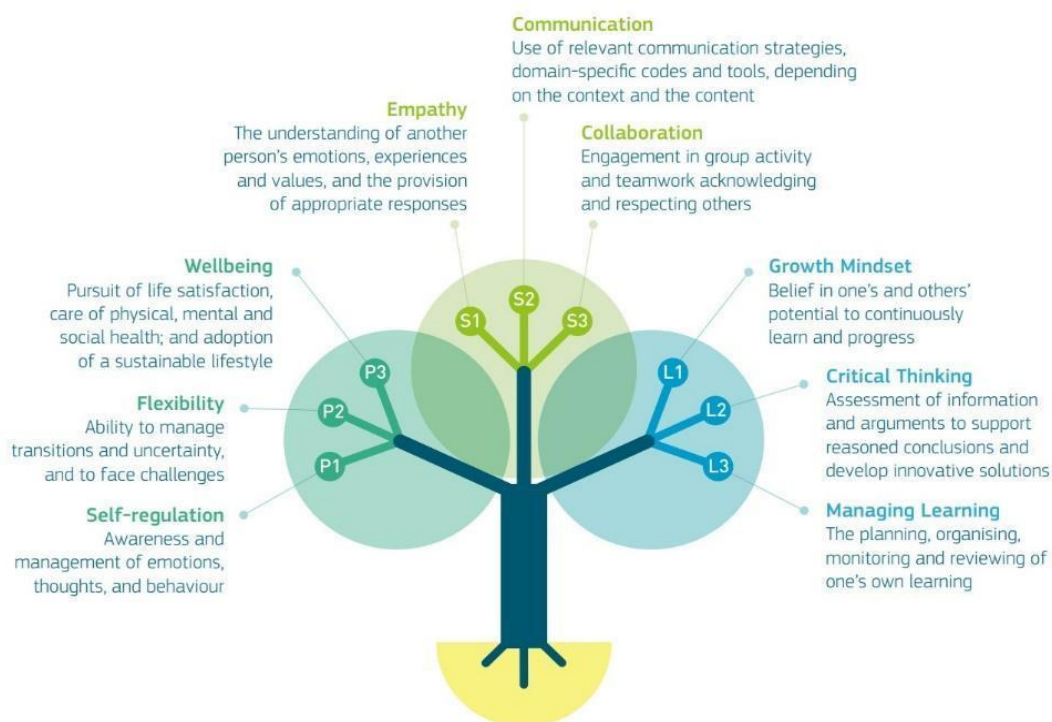 Communication
Use of relevant communication strategies,
domain-specific codes and tools, depending
on the context and the content
Empathy
The understanding of another
person's emotions, experiences
and values, and the provision
of appropriate responses
Collaboration
Engagement in group activity
and teamwork acknowledging
and respecting others
Wellbeing
Pursuit of life satisfaction,
care of physical, mental and
social health; and adoption
of a sustainable lifestyle
Flexibility
Ability to manage
transitions and uncertainty,
and to face challenges
Self-regulation
Awareness and
management of emotions,
thoughts, and behaviour
P3
P2
P1
S1
S2
S3
L1
L2
L3
Growth Mindset
Belief in one's and others'
potential to continuously
learn and progress
Critical Thinking
Assessment of information
and arguments to support
reasoned conclusions and
develop innovative solutions
Managing Learning
The planning, organising,
monitoring and reviewing of
one's own learning